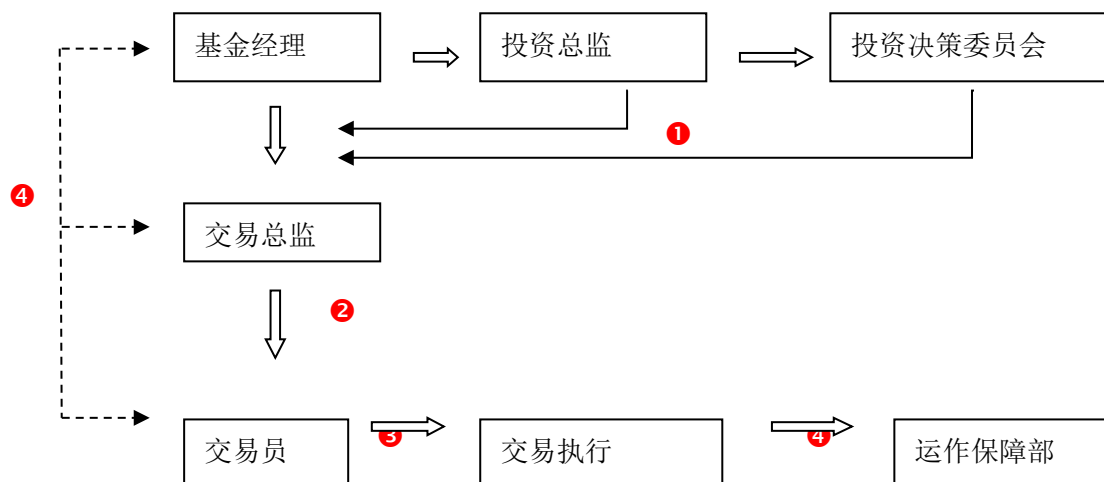 基金经理
投资总监
投资决策委员会
❶
❹
交易总监
❷
交易员
❸
交易执行
❹
运作保障部